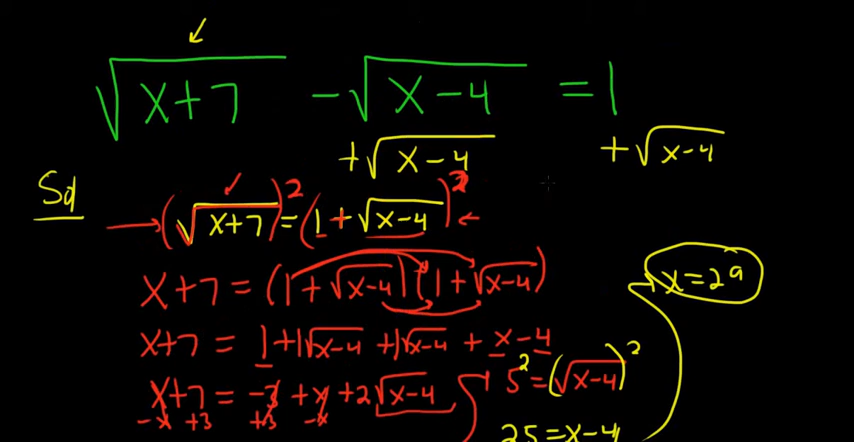 √(x+7) - √(x-4) = 1
+√(x-4) +√(x-4)
Sol (√(x+7))² = (1 + √(x-4))²
x+7 = (1+√(x-4))(1+√(x-4))
x = 29
x+7 = 1 + 1√(x-4) + 1√(x-4) + x - 4
x+7 = -3 + x + 2√(x-4)
-x +3 +3 -x
5² = (√(x-4))²
25 = x-4